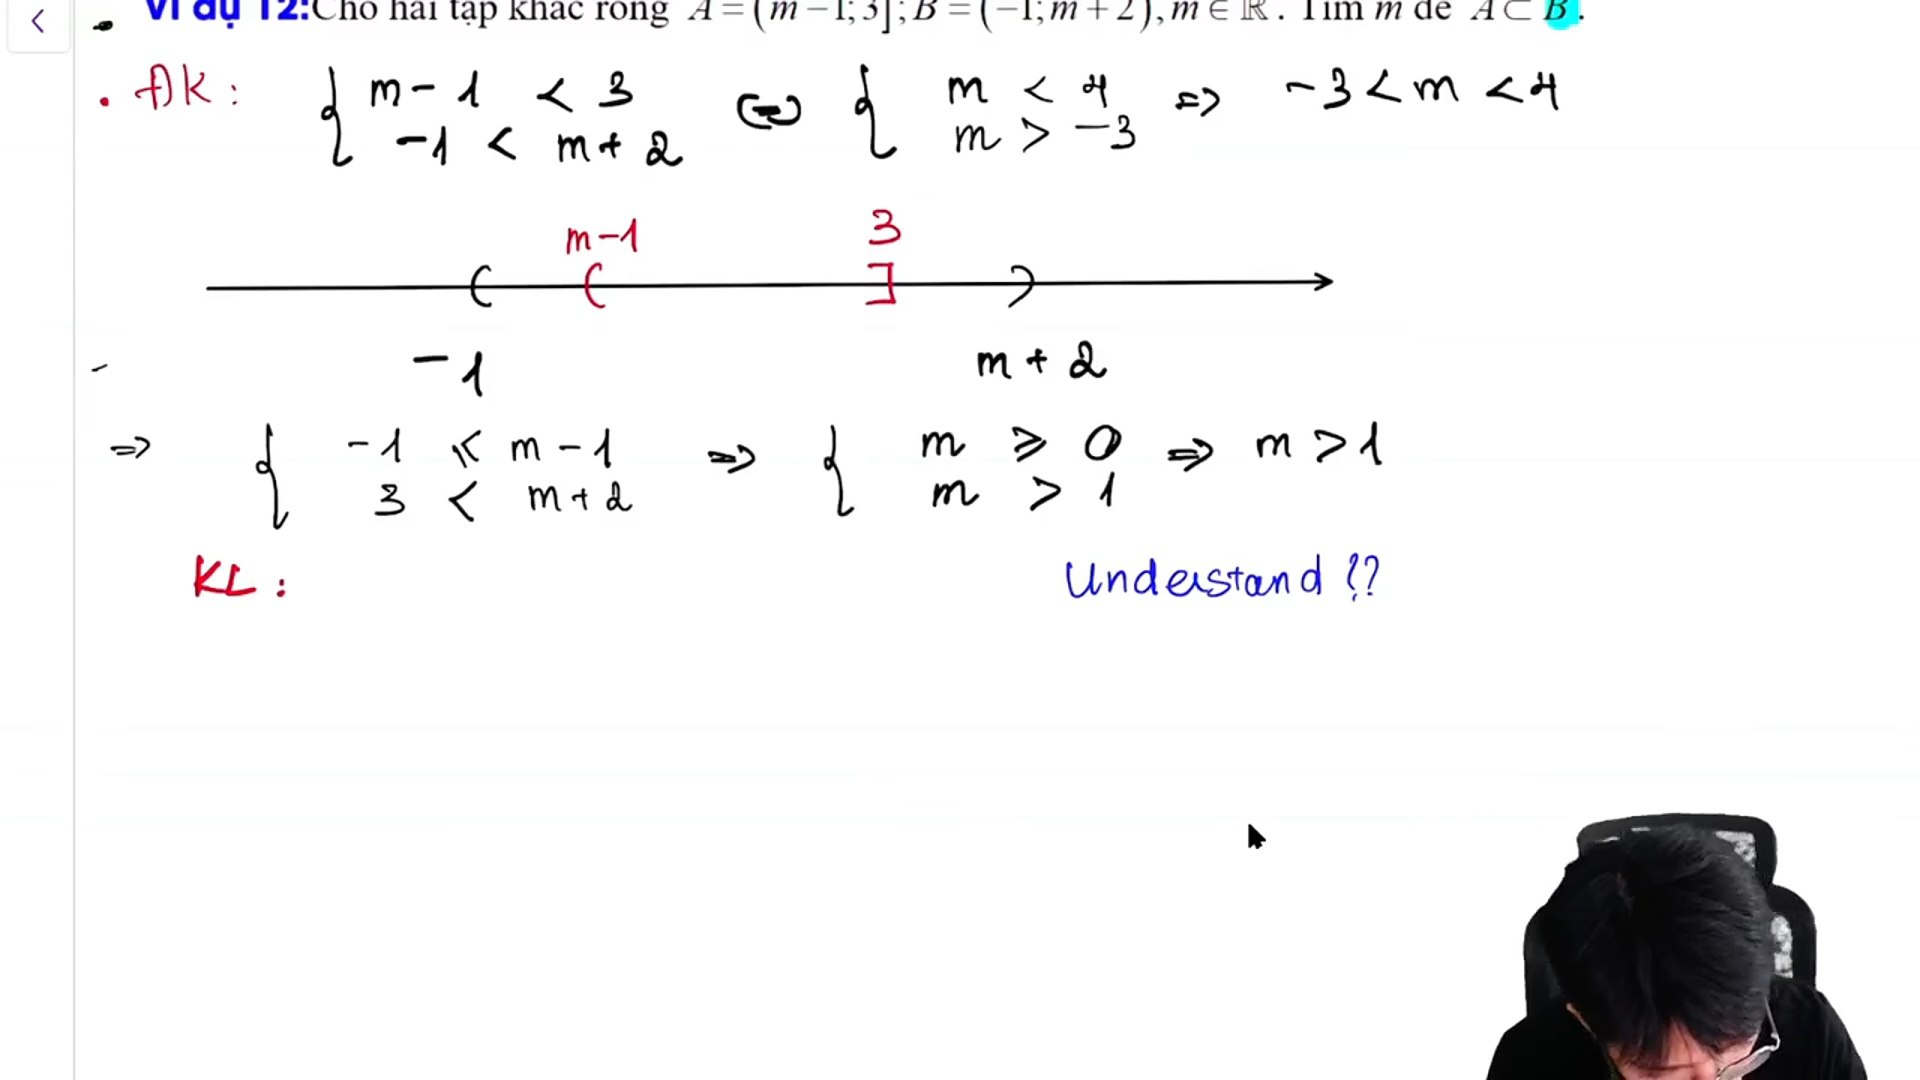 Ví dụ 12:Cho hai tập khác rỗng A = (m − 1; 3]; B = (−1; m + 2), m ∈ ℝ. Tìm m để A ⊂ B.
. ĐK: { m - 1 < 3 ⇔ { m < 4 => -3 < m < 4
-1 < m + 2 m > -3
m-1 3
( ( ] )
-1 m + 2
=> { -1 ⩽ m - 1 => { m ⩾ 0 => m > 1
3 < m + 2 m > 1
KL: Understand !?